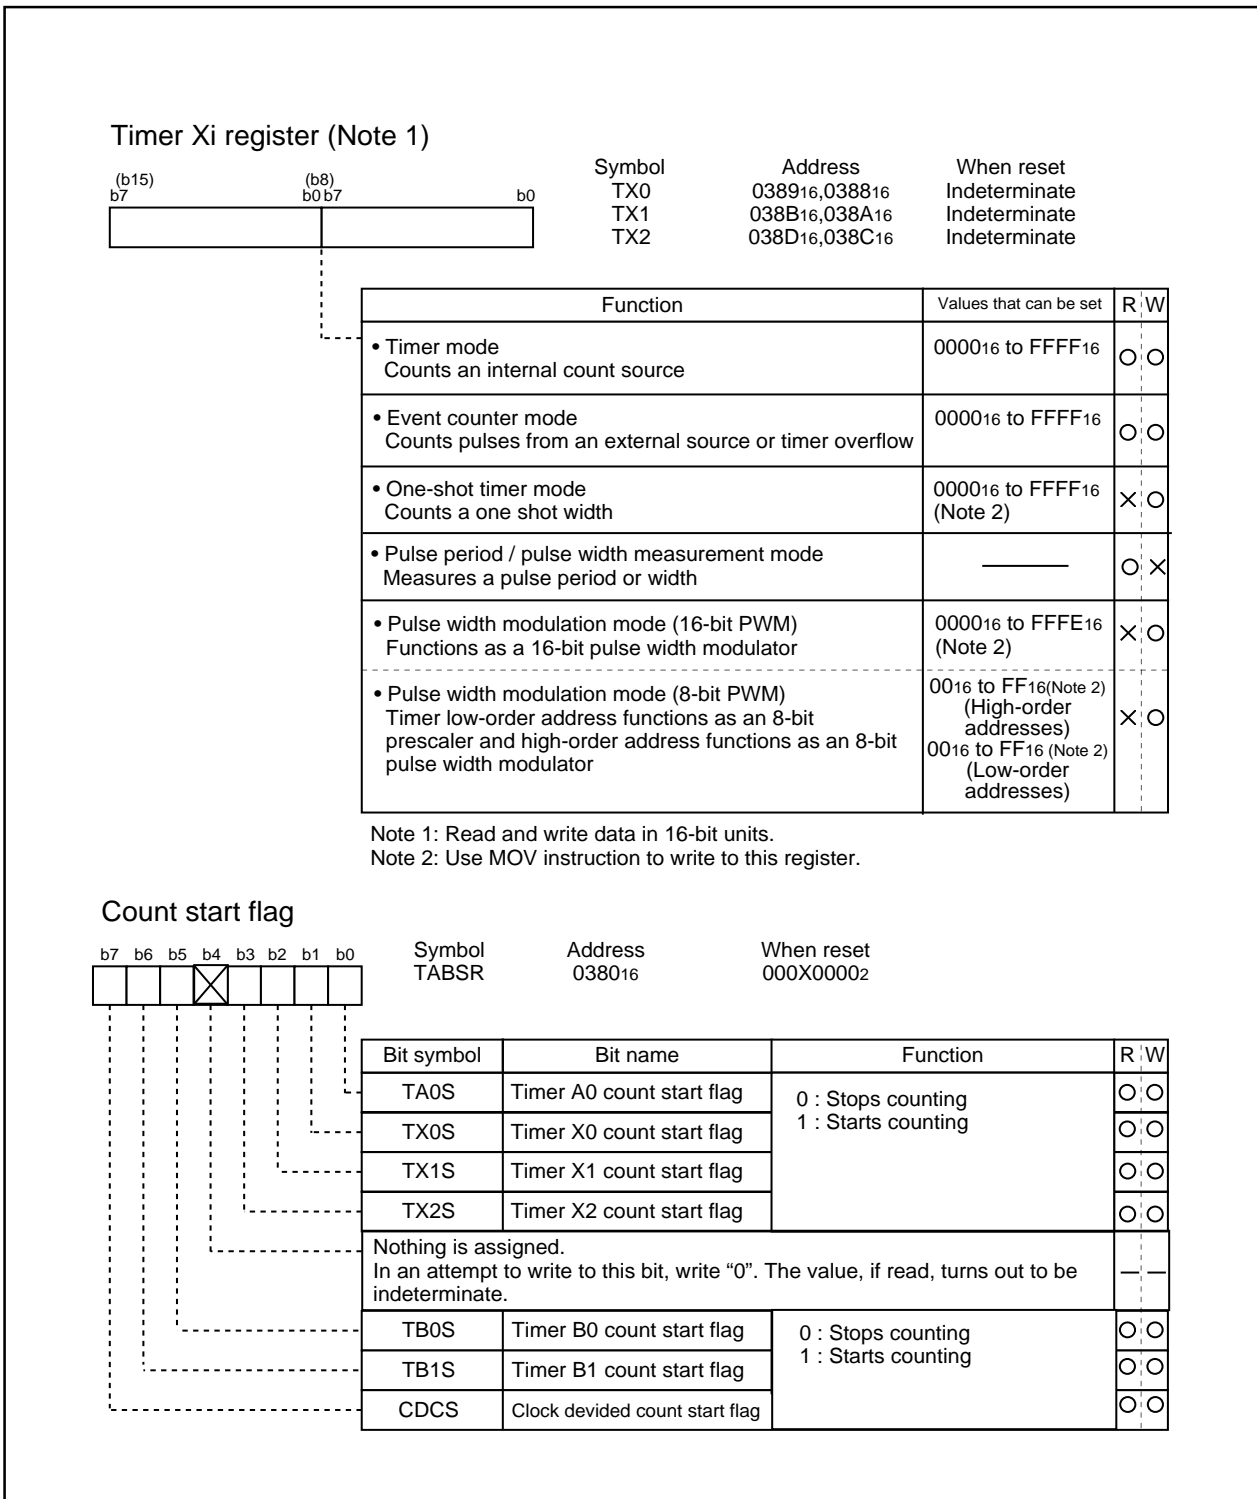 Timer Xi register (Note 1)
(b15) (b8)
b7 b0 b7 b0
Symbol Address When reset
TX0 038916,038816 Indeterminate
TX1 038B16,038A16 Indeterminate
TX2 038D16,038C16 Indeterminate
Function Values that can be set R W
• Timer mode 000016 to FFFF16
Counts an internal count source
• Event counter mode 000016 to FFFF16
Counts pulses from an external source or timer overflow
• One-shot timer mode 000016 to FFFF16
Counts a one shot width (Note 2)
• Pulse period / pulse width measurement mode
Measures a pulse period or width
• Pulse width modulation mode (16-bit PWM) 000016 to FFFE16
Functions as a 16-bit pulse width modulator (Note 2)
• Pulse width modulation mode (8-bit PWM)
Timer low-order address functions as an 8-bit
prescaler and high-order address functions as an 8-bit
pulse width modulator
0016 to FF16(Note 2)
(High-order
addresses)
0016 to FF16 (Note 2)
(Low-order
addresses)
Note 1: Read and write data in 16-bit units.
Note 2: Use MOV instruction to write to this register.
Count start flag
b7 b6 b5 b4 b3 b2 b1 b0
Symbol Address When reset
TABSR 038016 000X00002
Bit symbol Bit name Function R W
TA0S Timer A0 count start flag 0 : Stops counting
1 : Starts counting
TX0S Timer X0 count start flag
TX1S Timer X1 count start flag
TX2S Timer X2 count start flag
Nothing is assigned.
In an attempt to write to this bit, write “0”. The value, if read, turns out to be
indeterminate.
TB0S Timer B0 count start flag 0 : Stops counting
1 : Starts counting
TB1S Timer B1 count start flag
CDCS Clock devided count start flag